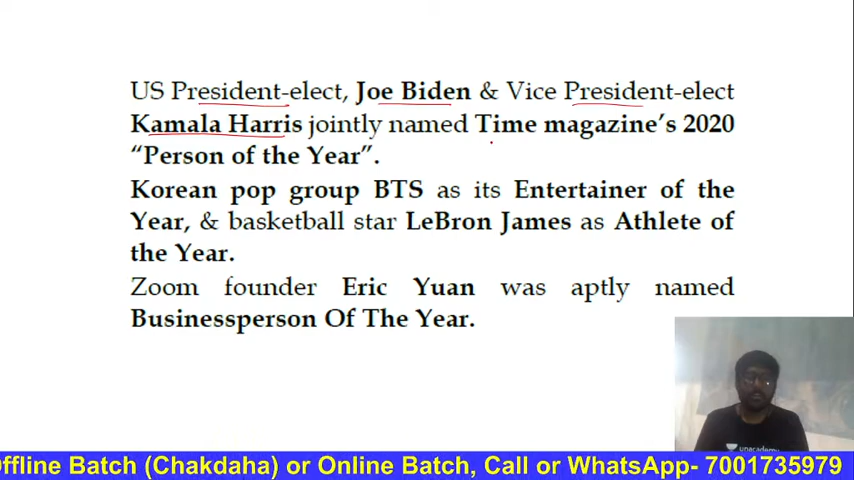 US President-elect, Joe Biden & Vice President-elect
Kamala Harris jointly named Time magazine’s 2020
“Person of the Year”.
Korean pop group BTS as its Entertainer of the
Year, & basketball star LeBron James as Athlete of
the Year.
Zoom founder Eric Yuan was aptly named
Businessperson Of The Year.
unacademy
Offline Batch (Chakdaha) or Online Batch, Call or WhatsApp- 7001735979